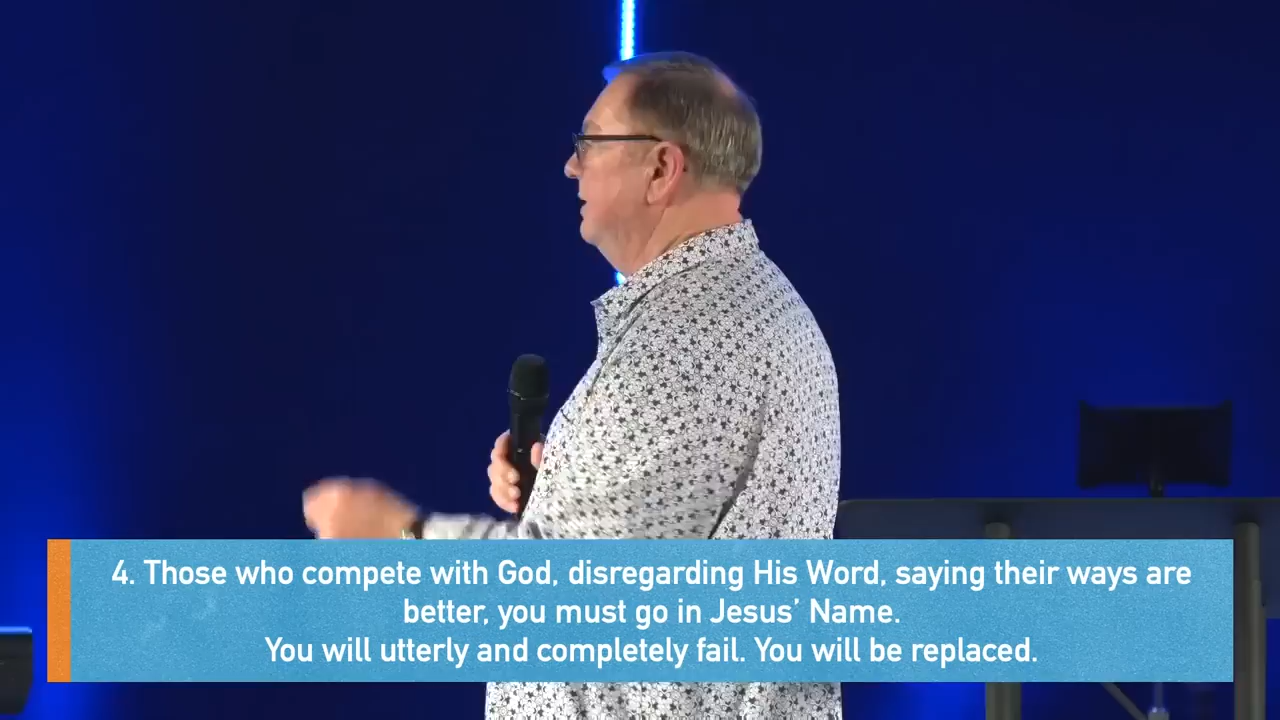 4. Those who compete with God, disregarding His Word, saying their ways are
better, you must go in Jesus’ Name.
You will utterly and completely fail. You will be replaced.